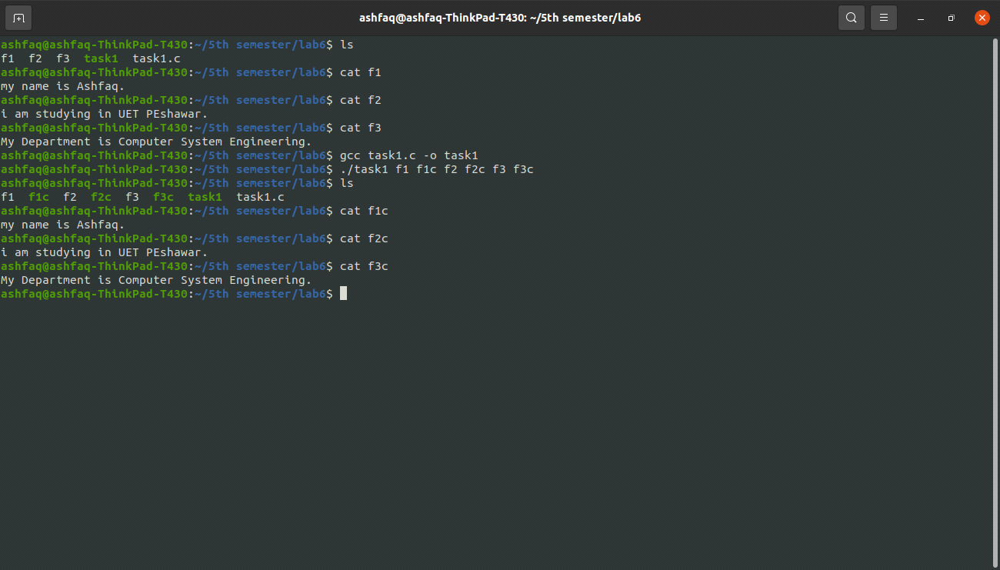 ashfaq@ashfaq-ThinkPad-T430: ~/5th semester/lab6
ashfaq@ashfaq-ThinkPad-T430:~/5th semester/lab6$ ls
f1  f2  f3  task1  task1.c
ashfaq@ashfaq-ThinkPad-T430:~/5th semester/lab6$ cat f1
my name is Ashfaq.
ashfaq@ashfaq-ThinkPad-T430:~/5th semester/lab6$ cat f2
i am studying in UET PEshawar.
ashfaq@ashfaq-ThinkPad-T430:~/5th semester/lab6$ cat f3
My Department is Computer System Engineering.
ashfaq@ashfaq-ThinkPad-T430:~/5th semester/lab6$ gcc task1.c -o task1
ashfaq@ashfaq-ThinkPad-T430:~/5th semester/lab6$ ./task1 f1 f1c f2 f2c f3 f3c
ashfaq@ashfaq-ThinkPad-T430:~/5th semester/lab6$ ls
f1  f1c  f2  f2c  f3  f3c  task1  task1.c
ashfaq@ashfaq-ThinkPad-T430:~/5th semester/lab6$ cat f1c
my name is Ashfaq.
ashfaq@ashfaq-ThinkPad-T430:~/5th semester/lab6$ cat f2c
i am studying in UET PEshawar.
ashfaq@ashfaq-ThinkPad-T430:~/5th semester/lab6$ cat f3c
My Department is Computer System Engineering.
ashfaq@ashfaq-ThinkPad-T430:~/5th semester/lab6$